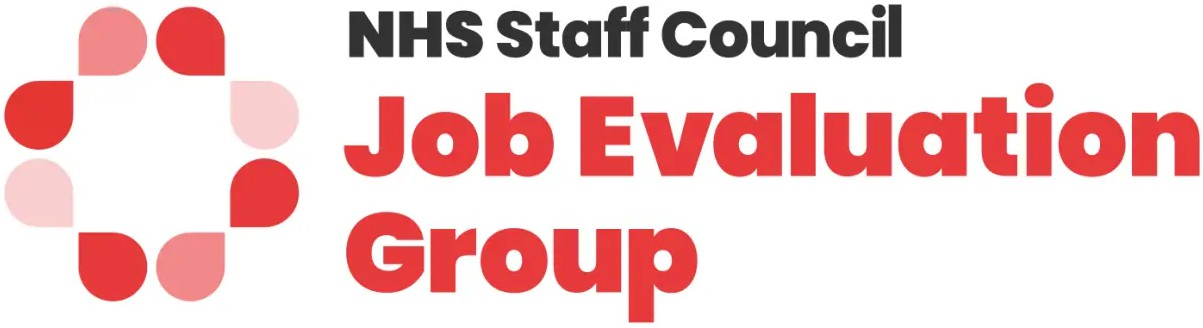 NHS Staff Council
Job Evaluation
Group